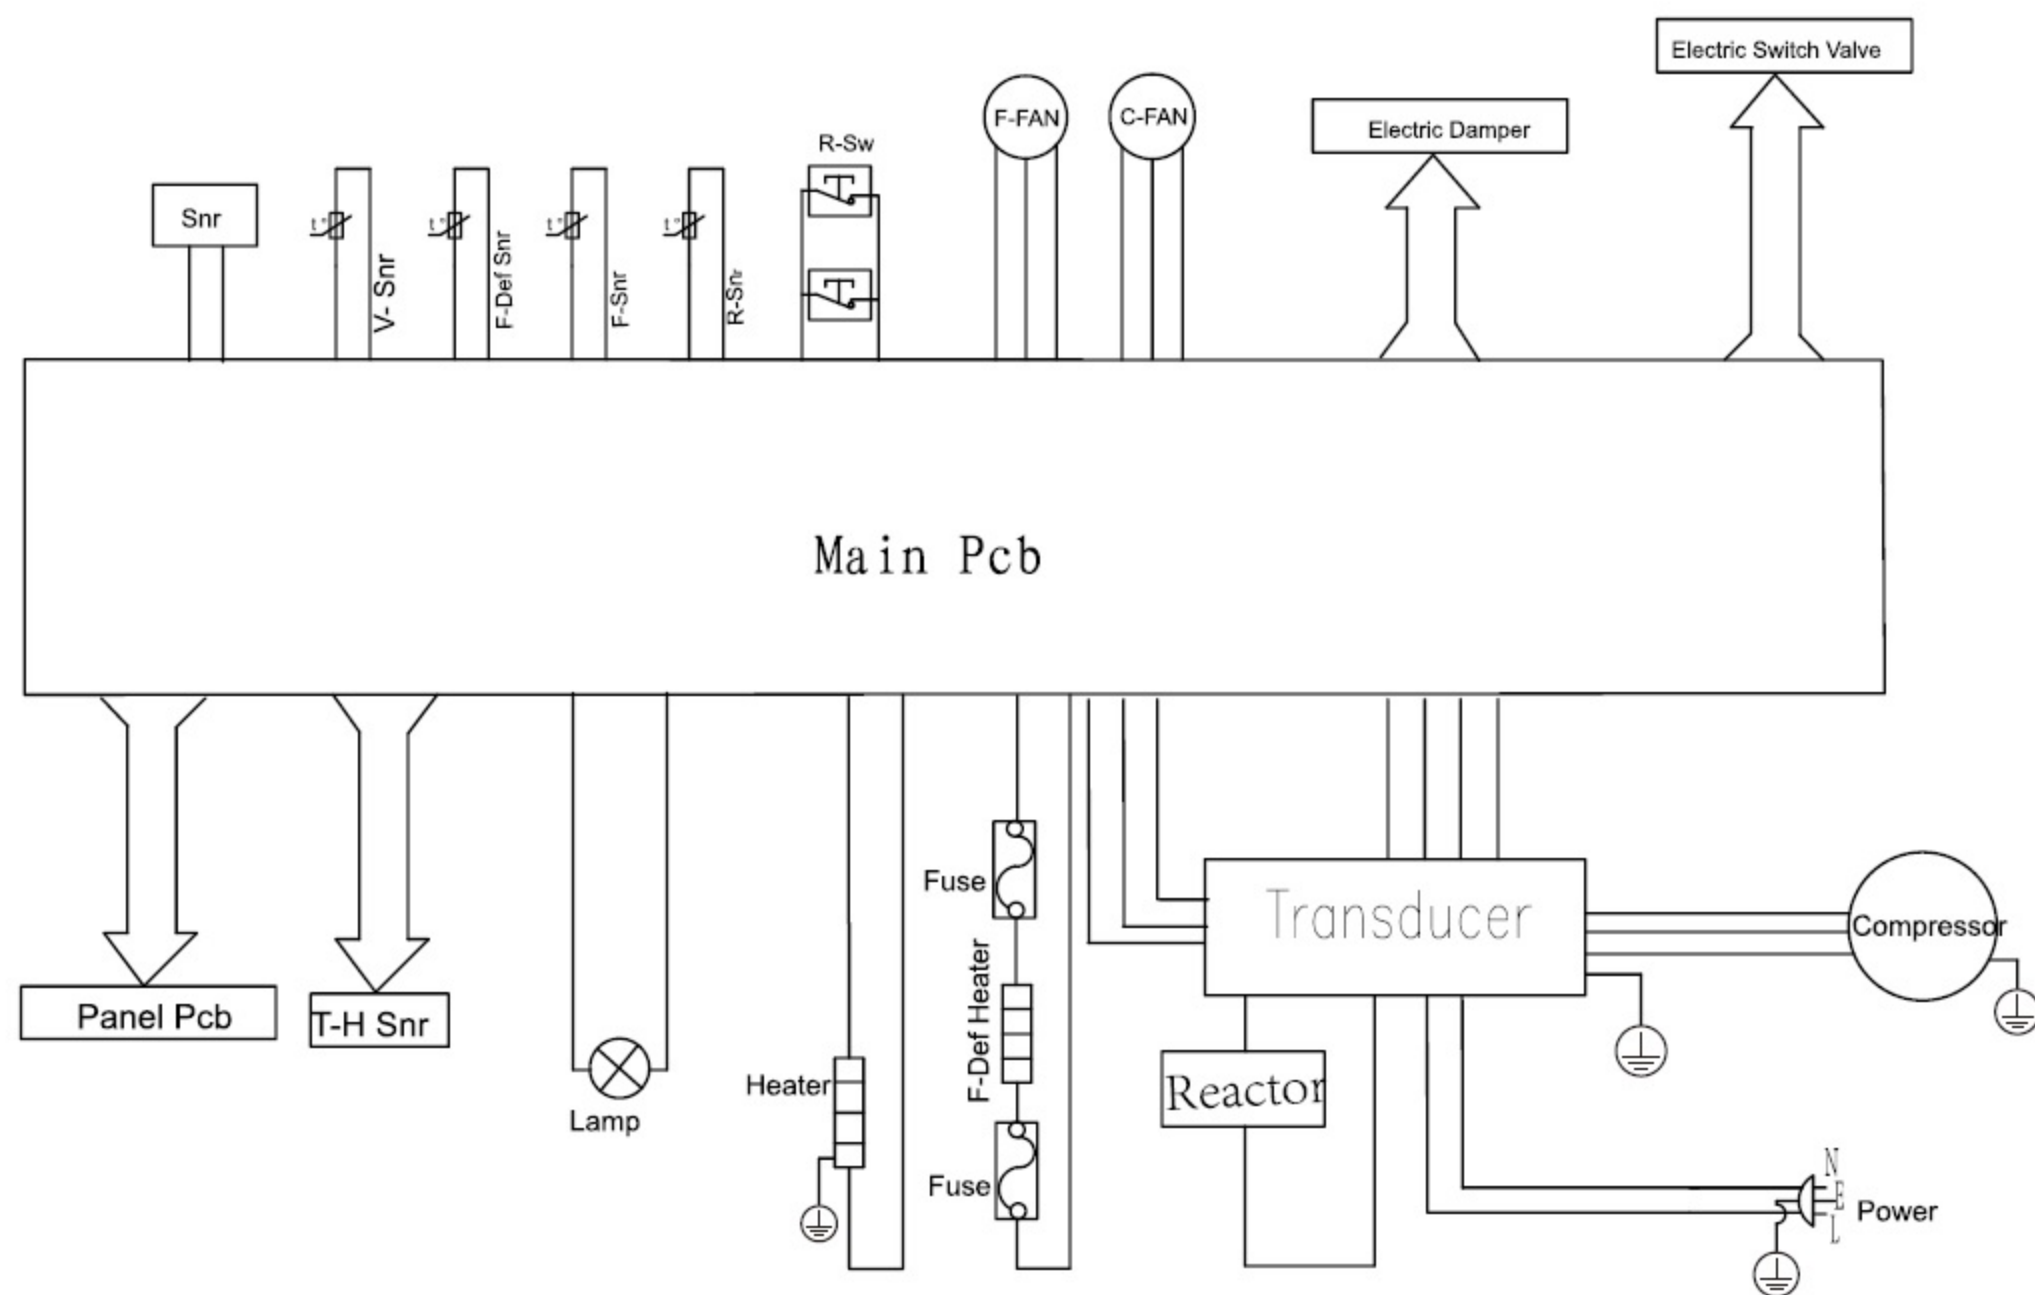 Electric Switch Valve
F-FAN
C-FAN
Electric Damper
R-Sw
Snr
t°
t°
t°
t°
V- Snr
F-Def Snr
F-Snr
R-Snr
Main Pcb
Fuse
Transducer
Compressor
F-Def Heater
Panel Pcb
T-H Snr
Heater
Reactor
Lamp
Fuse
N
E
L
Power